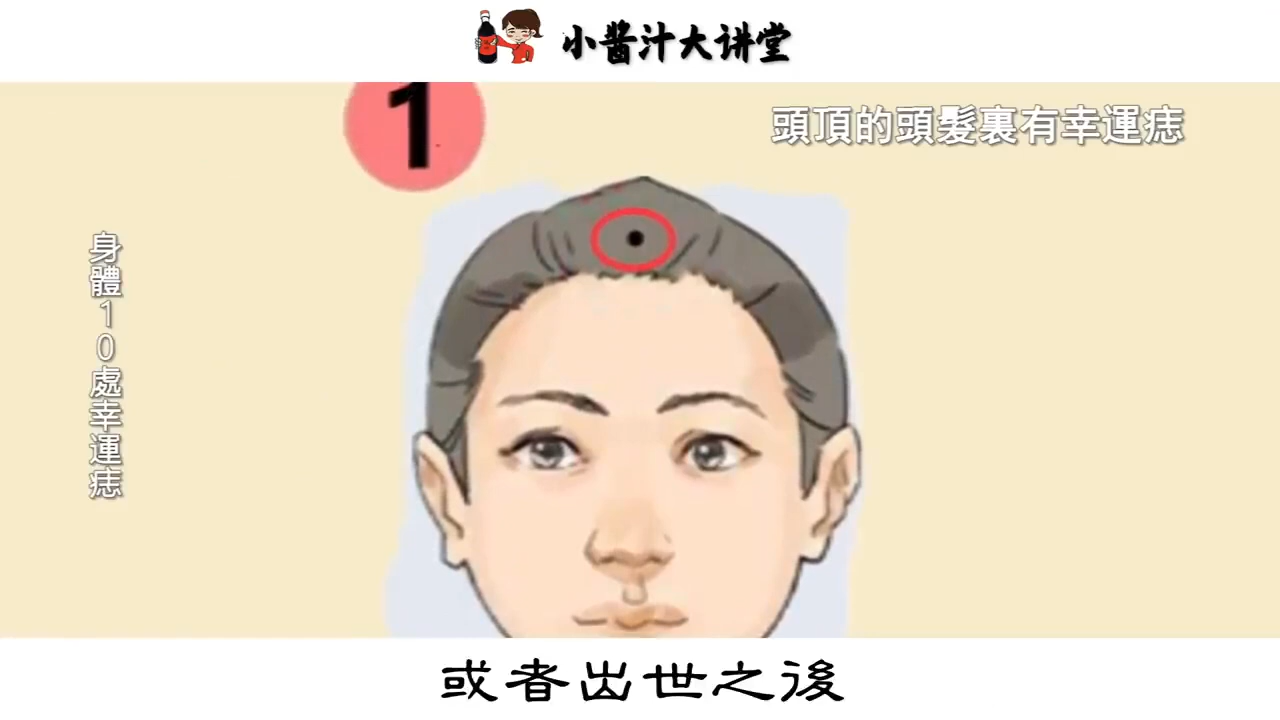 小醬汁大讲堂
1
頭頂的頭髮裏有幸運痣
身體10處幸運痣
或者出世之後